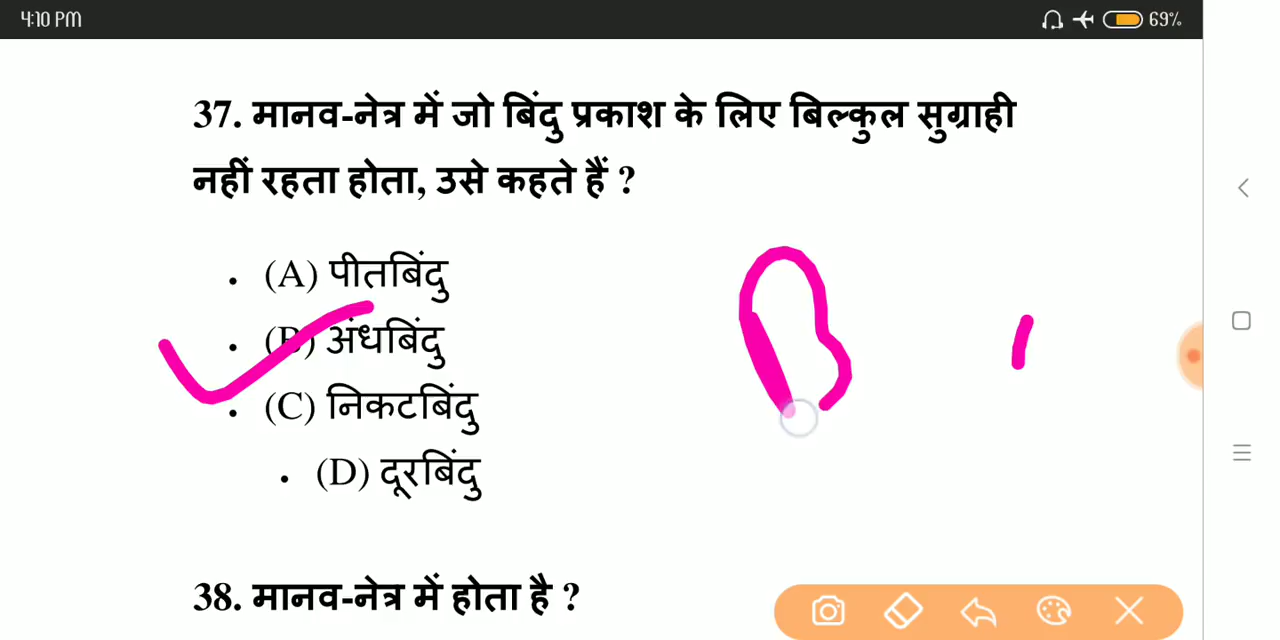 4:10 PM
69%
37. मानव-नेत्र में जो बिंदु प्रकाश के लिए बिल्कुल सुग्राही
नहीं रहता होता, उसे कहते हैं ?
(A) पीतबिंदु
(B) अंधबिंदु
(C) निकटबिंदु
(D) दूरबिंदु
38. मानव-नेत्र में होता है ?